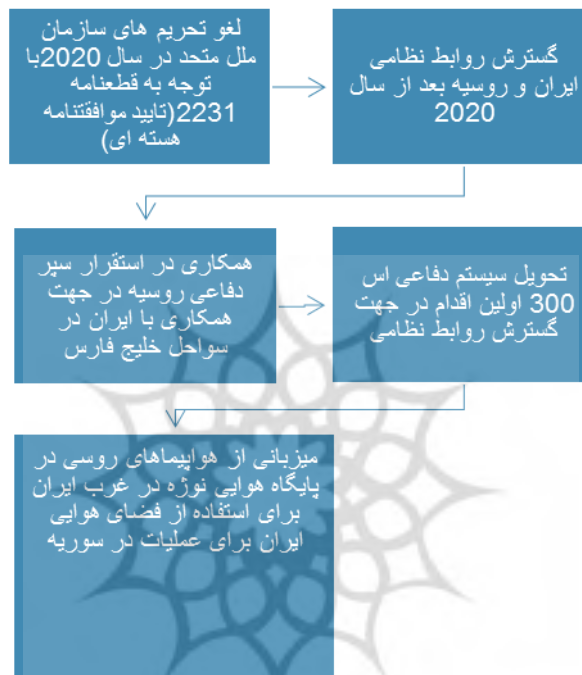 لغو تحریم های سازمان
ملل متحد در سال 2020با
توجه به قطعنامه
2231(تایید موافقتنامه
هسته ای)
گسترش روابط نظامی
ایران و روسیه بعد از سال
2020
همکاری در استقرار سپر
دفاعی روسیه در جهت
همکاری با ایران در
سواحل خلیج فارس
تحویل سیستم دفاعی اس
300 اولین اقدام در جهت
گسترش روابط نظامی
میزبانی از هواپیماهای روسی در
پایگاه هوایی نوژه در غرب ایران
برای استفاده از فضای هوایی
ایران برای عملیات در سوریه